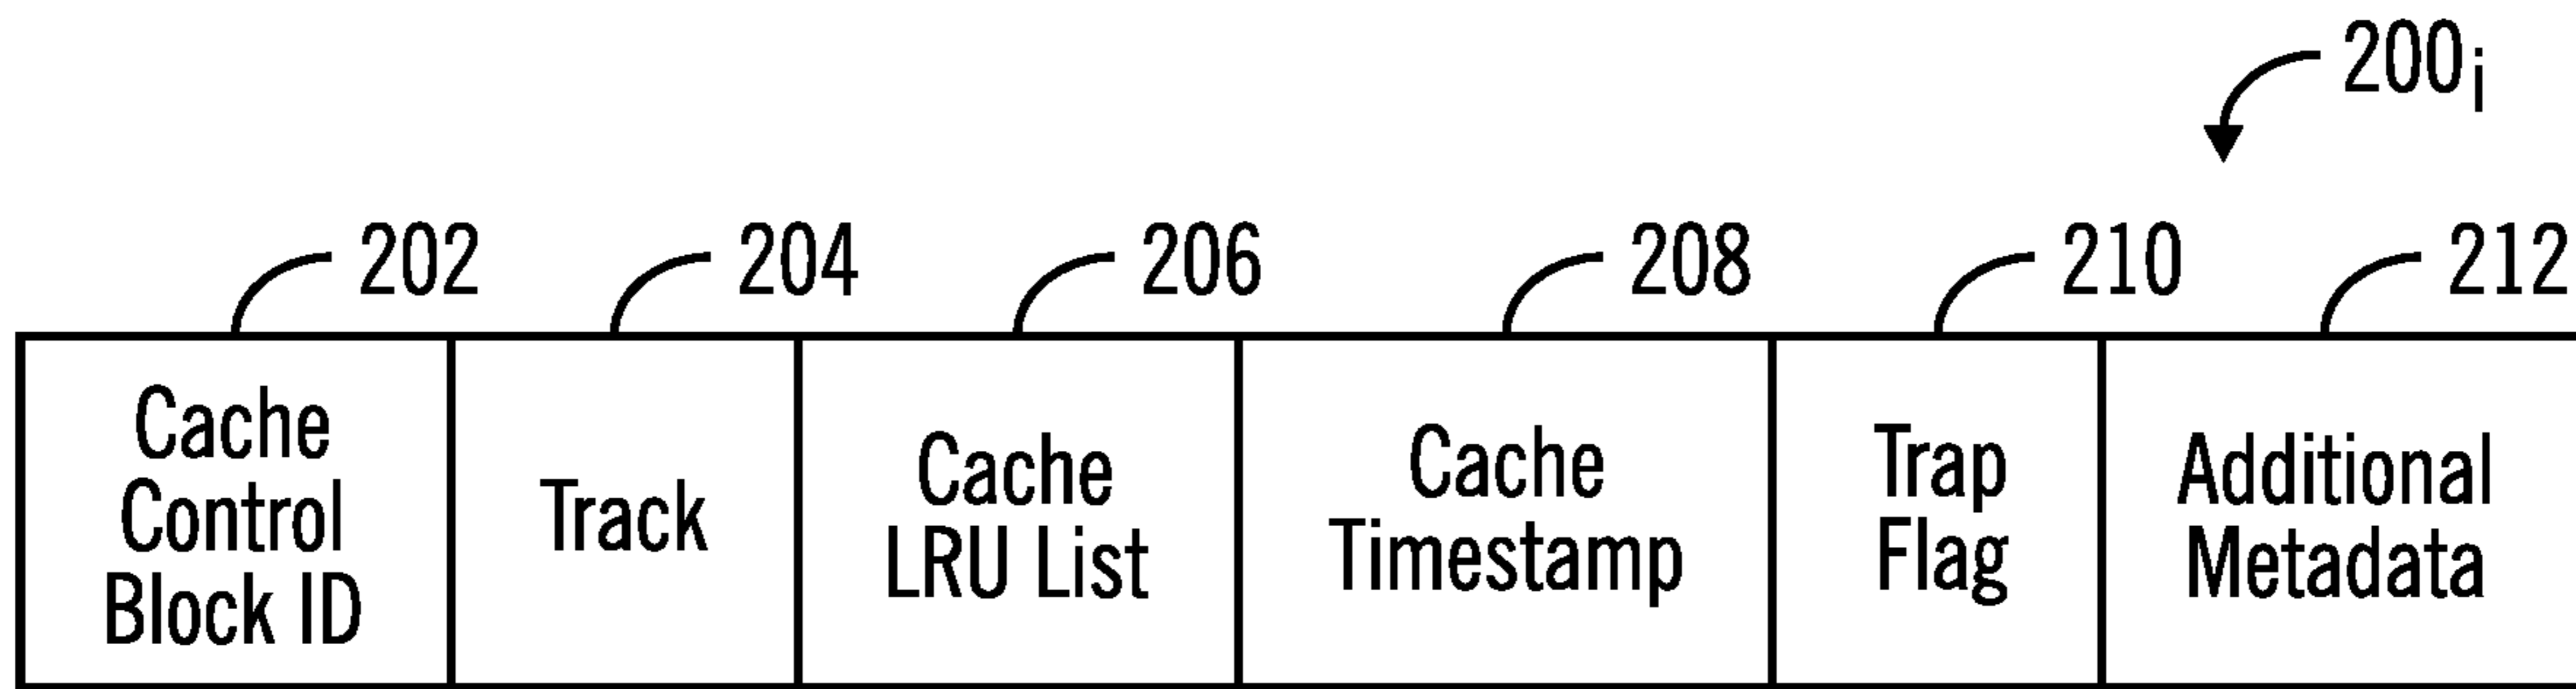 200i
202 204 206 208 210 212
Cache
Control
Block ID
Track
Cache
LRU List
Cache
Timestamp
Trap
Flag
Additional
Metadata